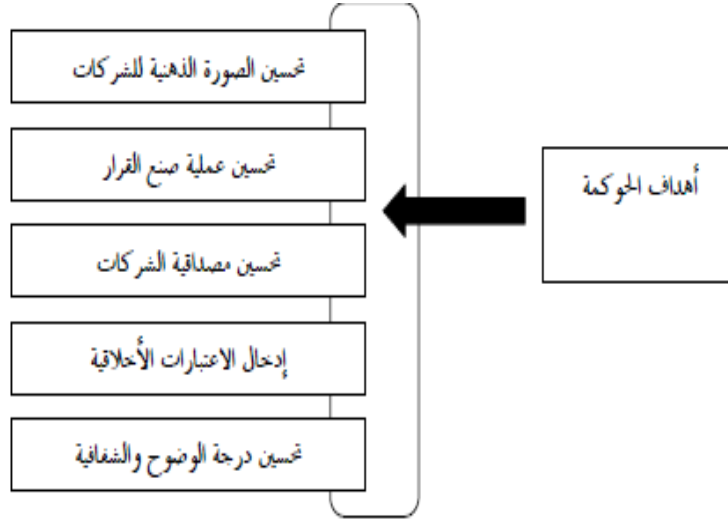 أهداف الحوكمة
تحسين الصورة الذهنية للشركات
تحسين عملية صنع القرار
تحسين مصداقية الشركات
إدخال الاعتبارات الأخلاقية
تحسين درجة الوضوح والشفافية